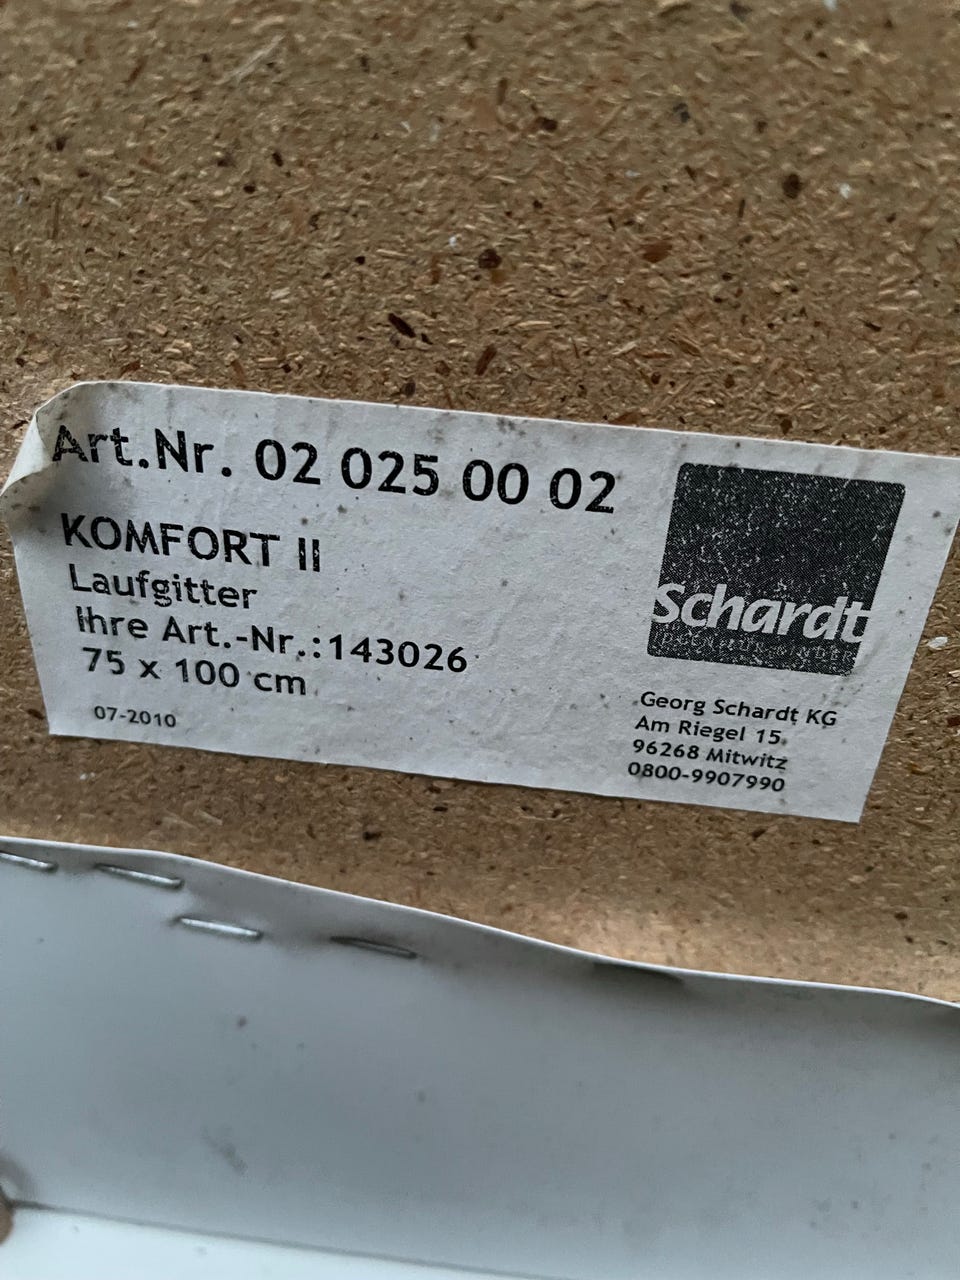 Art.Nr. 02 025 00 02
KOMFORT II
Laufgitter
Ihre Art.-Nr.:143026
75 x 100 cm
07-2010
Schardt
Georg Schardt KG
Am Riegel 15
96268 Mitwitz
0800-9907990